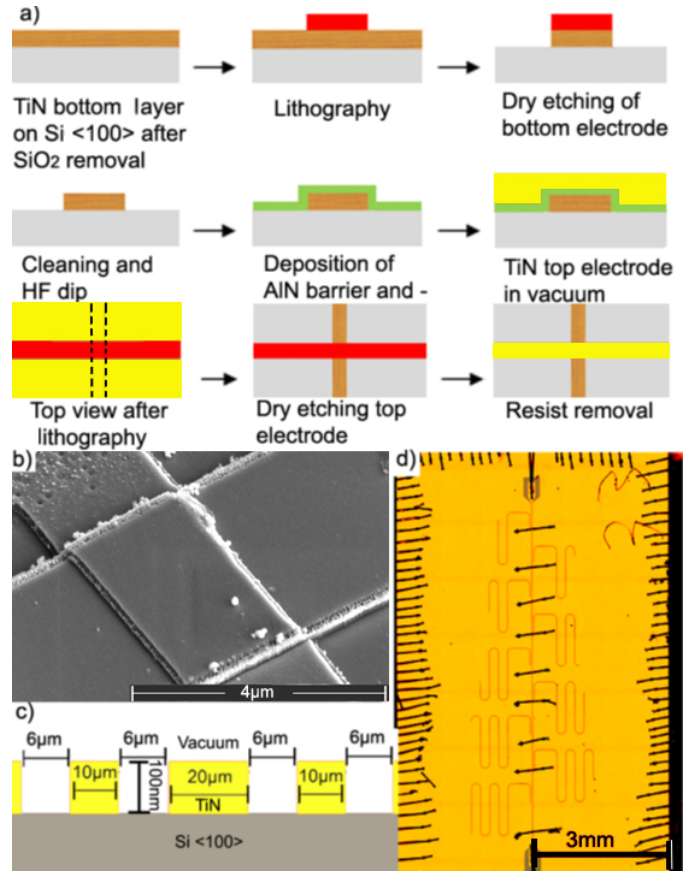 a)
TiN bottom layer
on Si <100> after
SiO2 removal
Lithography
Dry etching of
bottom electrode
Cleaning and
HF dip
Deposition of
AlN barrier and -
TiN top electrode
in vacuum
Top view after
lithography
Dry etching top
electrode
Resist removal
b)
4μm
c)
6μm
6μm
Vacuum
6μm
6μm
10μm
100nm
20μm
10μm
TiN
Si <100>
d)
3mm